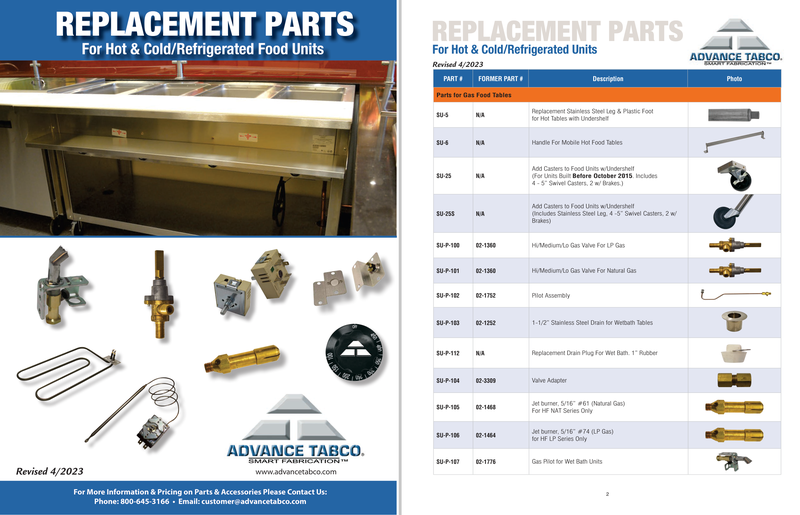 REPLACEMENT PARTS
For Hot & Cold/Refrigerated Food Units
ADVANCE TABCO®
SMART FABRICATION™
Revised 4/2023
www.advancetabco.com
For More Information & Pricing on Parts & Accessories Please Contact Us:
Phone: 800-645-3166 • Email: customer@advancetabco.com
REPLACEMENT PARTS
For Hot & Cold/Refrigerated Units
Revised 4/2023
ADVANCE TABCO®
SMART FABRICATION™
PART # FORMER PART # Description Photo
Parts for Gas Food Tables
SU-5 N/A Replacement Stainless Steel Leg & Plastic Foot
for Hot Tables with Undershelf
SU-6 N/A Handle For Mobile Hot Food Tables
SU-25 N/A Add Casters to Food Units w/Undershelf
(For Units Built Before October 2015. Includes
4 - 5" Swivel Casters, 2 w/ Brakes.)
SU-25S N/A Add Casters to Food Units w/Undershelf
(Includes Stainless Steel Leg, 4 -5" Swivel Casters, 2 w/
Brakes)
SU-P-100 02-1360 Hi/Medium/Lo Gas Valve For LP Gas
SU-P-101 02-1360 Hi/Medium/Lo Gas Valve For Natural Gas
SU-P-102 02-1752 Pilot Assembly
SU-P-103 02-1252 1-1/2" Stainless Steel Drain for Wetbath Tables
SU-P-112 N/A Replacement Drain Plug For Wet Bath. 1" Rubber
SU-P-104 02-3309 Valve Adapter
SU-P-105 02-1468 Jet burner, 5/16" #61 (Natural Gas)
For HF NAT Series Only
SU-P-106 02-1464 Jet burner, 5/16" #74 (LP Gas)
for HF LP Series Only
SU-P-107 02-1776 Gas Pilot for Wet Bath Units
2